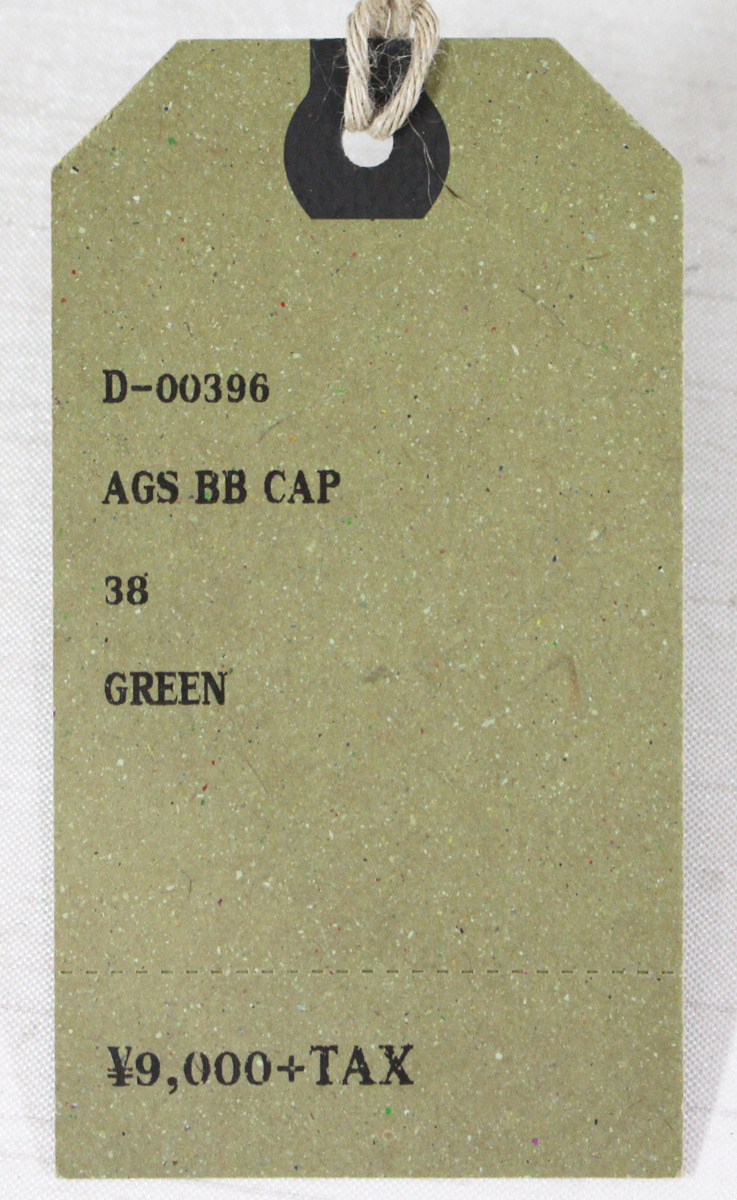 D-00396
AGS BB CAP
38
GREEN
¥9,000+TAX